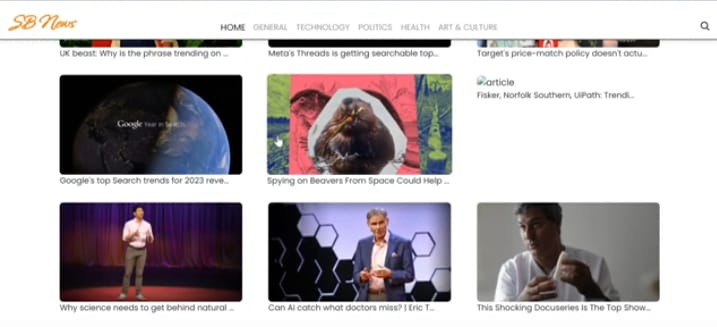 SB News
HOME GENERAL TECHNOLOGY POLITICS HEALTH ART & CULTURE
UK beast: Why is the phrase trending on ...
Meta's Threads is getting searchable top...
Target's price-match policy doesn't actu...
Google Year in Search
article
Fisker, Norfolk Southern, UiPath: Trendi...
Google's top Search trends for 2023 reve...
Spying on Beavers From Space Could Help ...
Why science needs to get behind natural ...
Can AI catch what doctors miss? | Eric T...
This Shocking Docuseries Is The Top Show...